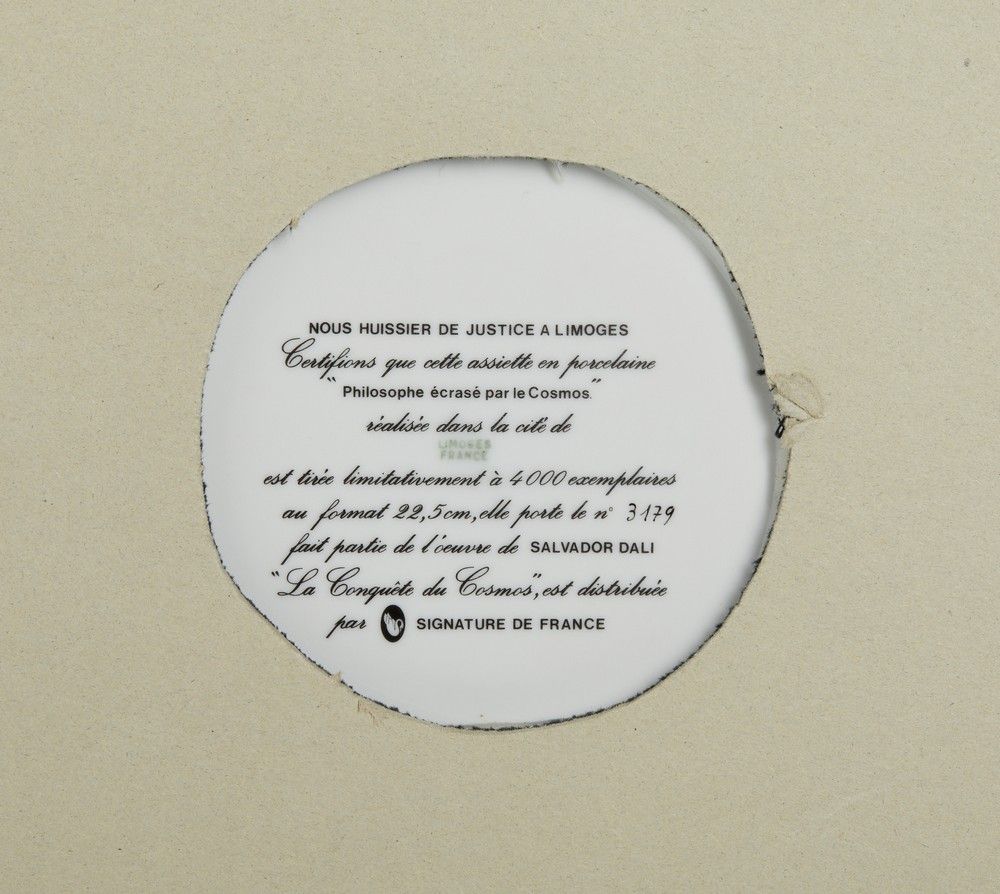 NOUS HUISSIER DE JUSTICE A LIMOGES
Certifions que cette assiette en porcelaine
"Philosophe écrasé par le Cosmos."
réalisée dans la cité de
LIMOGES
FRANCE
est tirée limitativement à 4000 exemplaires
au format 22,5cm, elle porte le n° 3179
fait partie de l'oeuvre de SALVADOR DALI
"La Conquête du Cosmos", est distribuée
par SIGNATURE DE FRANCE